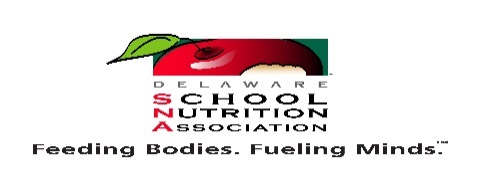 DELAWARE
SCHOOL
NUTRITION
ASSOCIATION
Feeding Bodies. Fueling Minds.™